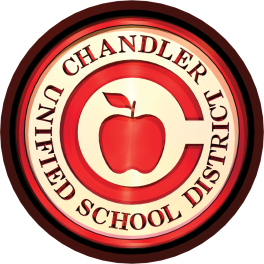 CHANDLER
UNIFIED SCHOOL DISTRICT
C